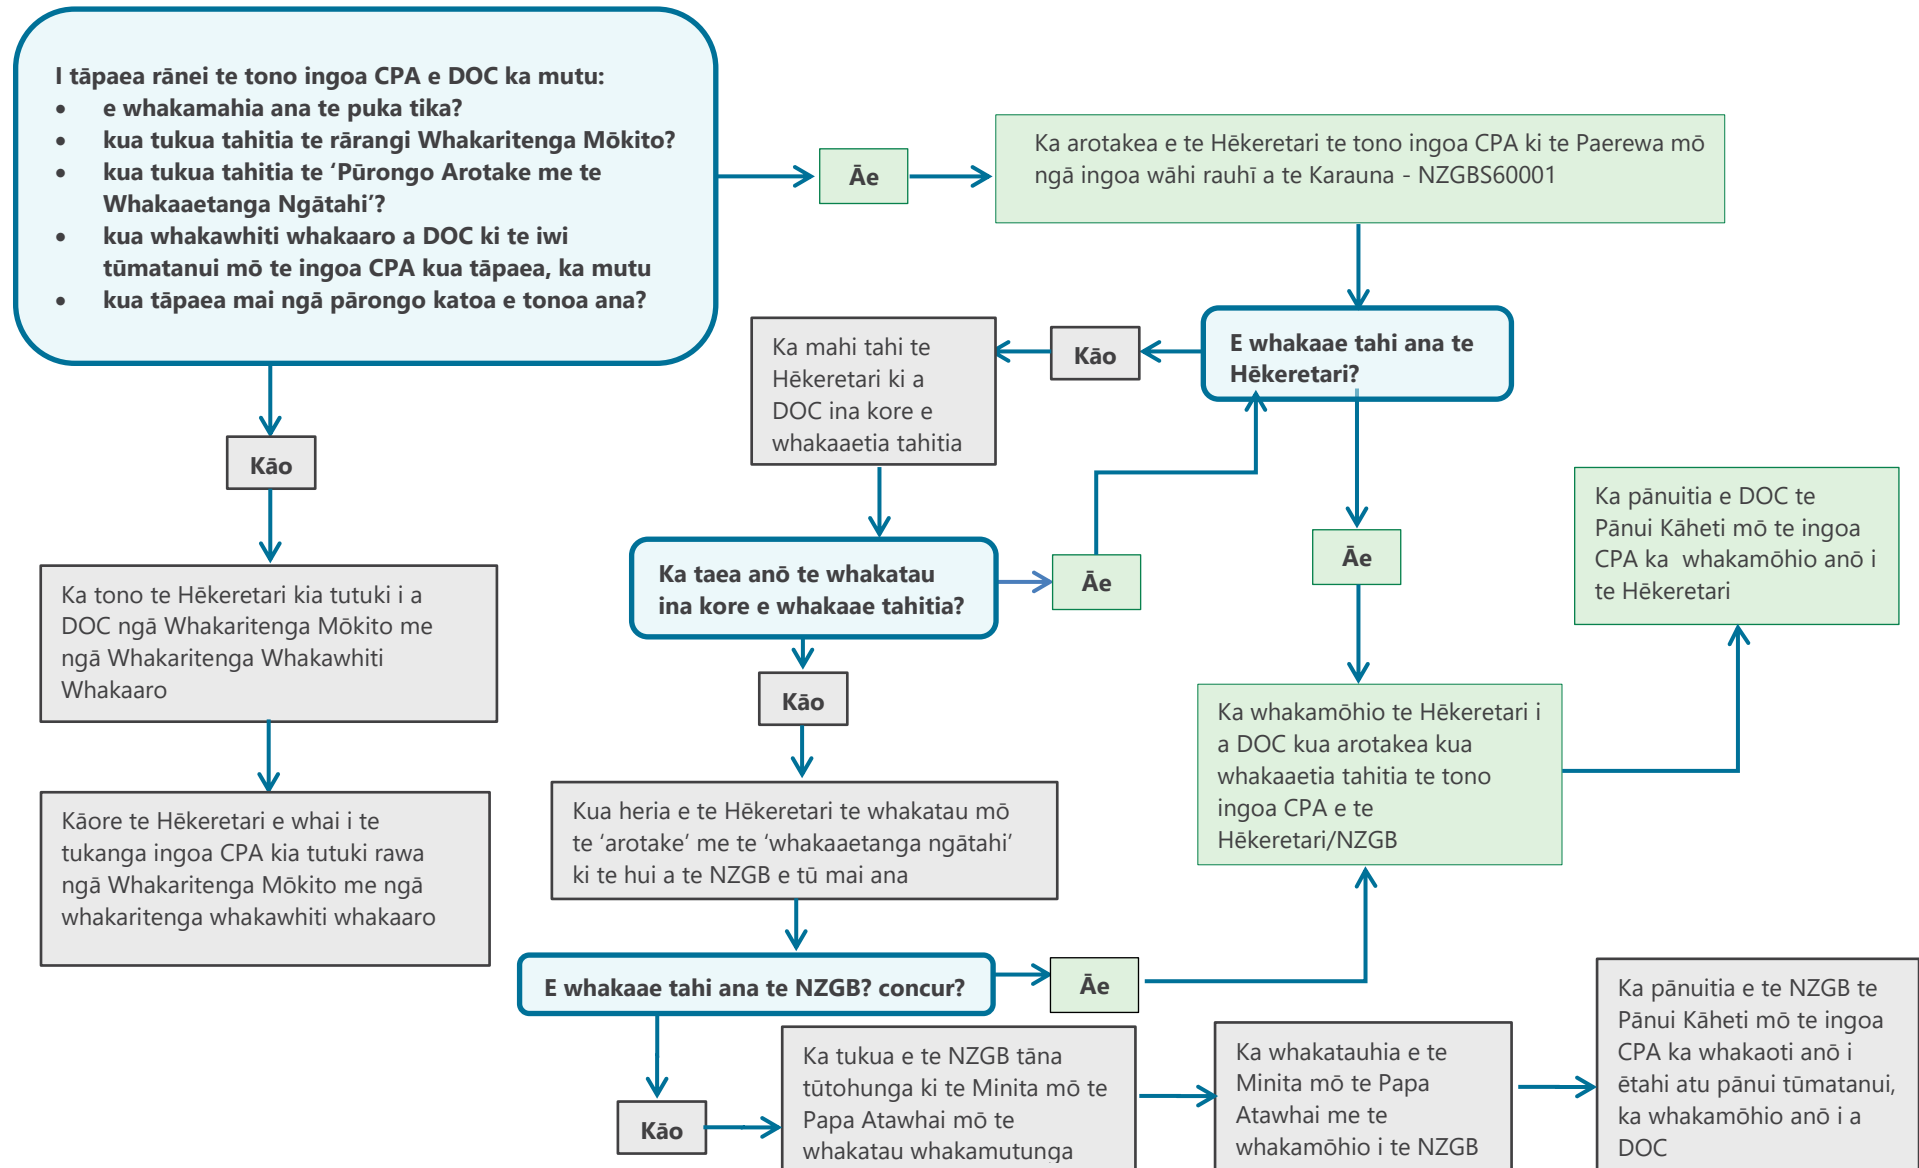 I tāpaea rānei te tono ingoa CPA e DOC ka mutu:
• e whakamahia ana te puka tika?
• kua tukua tahitia te rārangi Whakaritenga Mōkito?
• kua tukua tahitia te ‘Pūrongo Arotake me te
Whakaaetanga Ngātahi’?
• kua whakawhiti whakaaro a DOC ki te iwi
tūmatanui mō te ingoa CPA kua tāpaea, ka mutu
• kua tāpaea mai ngā pārongo katoa e tonoa ana?
Āe
Ka arotakea e te Hēkeretari te tono ingoa CPA ki te Paerewa mō
ngā ingoa wāhi rauhī a te Karauna - NZGBS60001
Kāo
Ka tono te Hēkeretari kia tutuki i a
DOC ngā Whakaritenga Mōkito me
ngā Whakaritenga Whakawhiti
Whakaaro
Kāore te Hēkeretari e whai i te
tukanga ingoa CPA kia tutuki rawa
ngā Whakaritenga Mōkito me ngā
whakaritenga whakawhiti whakaaro
E whakaae tahi ana te
Hēkeretari?
Kāo
Ka mahi tahi te
Hēkeretari ki a
DOC ina kore e
whakaaetia tahitia
Ka taea anō te whakatau
ina kore e whakaae tahitia?
Āe
Āe
Ka pānuitia e DOC te
Pānui Kāheti mō te ingoa
CPA ka whakamōhio anō i
te Hēkeretari
Kāo
Ka whakamōhio te Hēkeretari i
a DOC kua arotakea kua
whakaaetia tahitia te tono
ingoa CPA e te
Hēkeretari/NZGB
Kua heria e te Hēkeretari te whakatau mō
te ‘arotake’ me te ‘whakaaetanga ngātahi’
ki te hui a te NZGB e tū mai ana
E whakaae tahi ana te NZGB? concur?
Āe
Kāo
Ka tukua e te NZGB tāna
tūtohunga ki te Minita mō te
Papa Atawhai mō te
whakatau whakamutunga
Ka whakatauhia e te
Minita mō te Papa
Atawhai me te
whakamōhio i te NZGB
Ka pānuitia e te NZGB te
Pānui Kāheti mō te ingoa
CPA ka whakaoti anō i
ētahi atu pānui tūmatanui,
ka whakamōhio anō i a
DOC